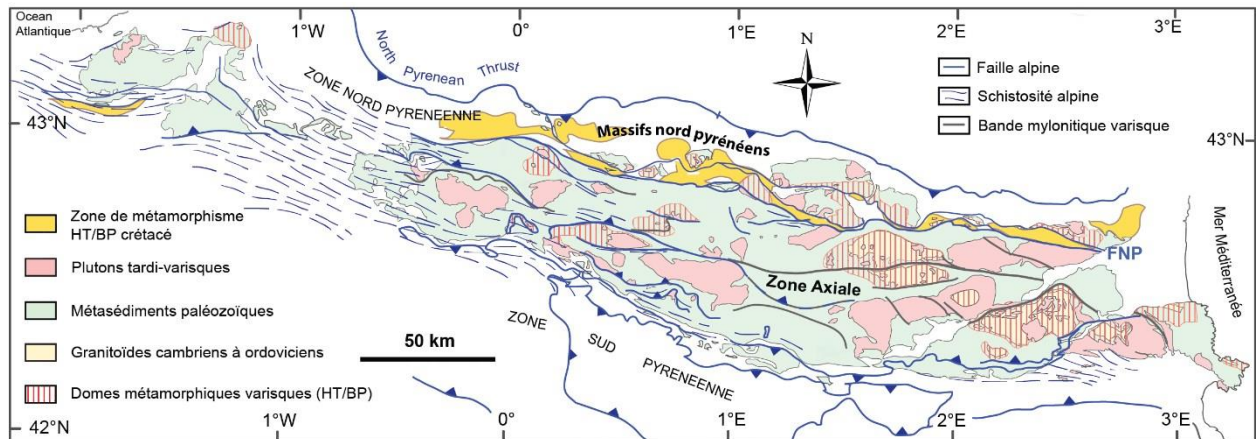 Ocean
Atlantique
1°W
0°
1°E
2°E
3°E
N
North Pyrenean Thrust
ZONE NORD PYRENEENNE
Massifs nord pyrénéens
Faille alpine
Schistosité alpine
Bande mylonitique varisque
43°N
43°N
Zone de métamorphisme
HT/BP crétacé
Plutons tardi-varisques
Métasédiments paléozoïques
Granitoïdes cambriens à ordoviciens
Domes métamorphiques varisques (HT/BP)
Mer Méditerranée
FNP
Zone Axiale
50 km
ZONE SUD PYRENEENNE
42°N
1°W
0°
1°E
2°E
3°E
42°N